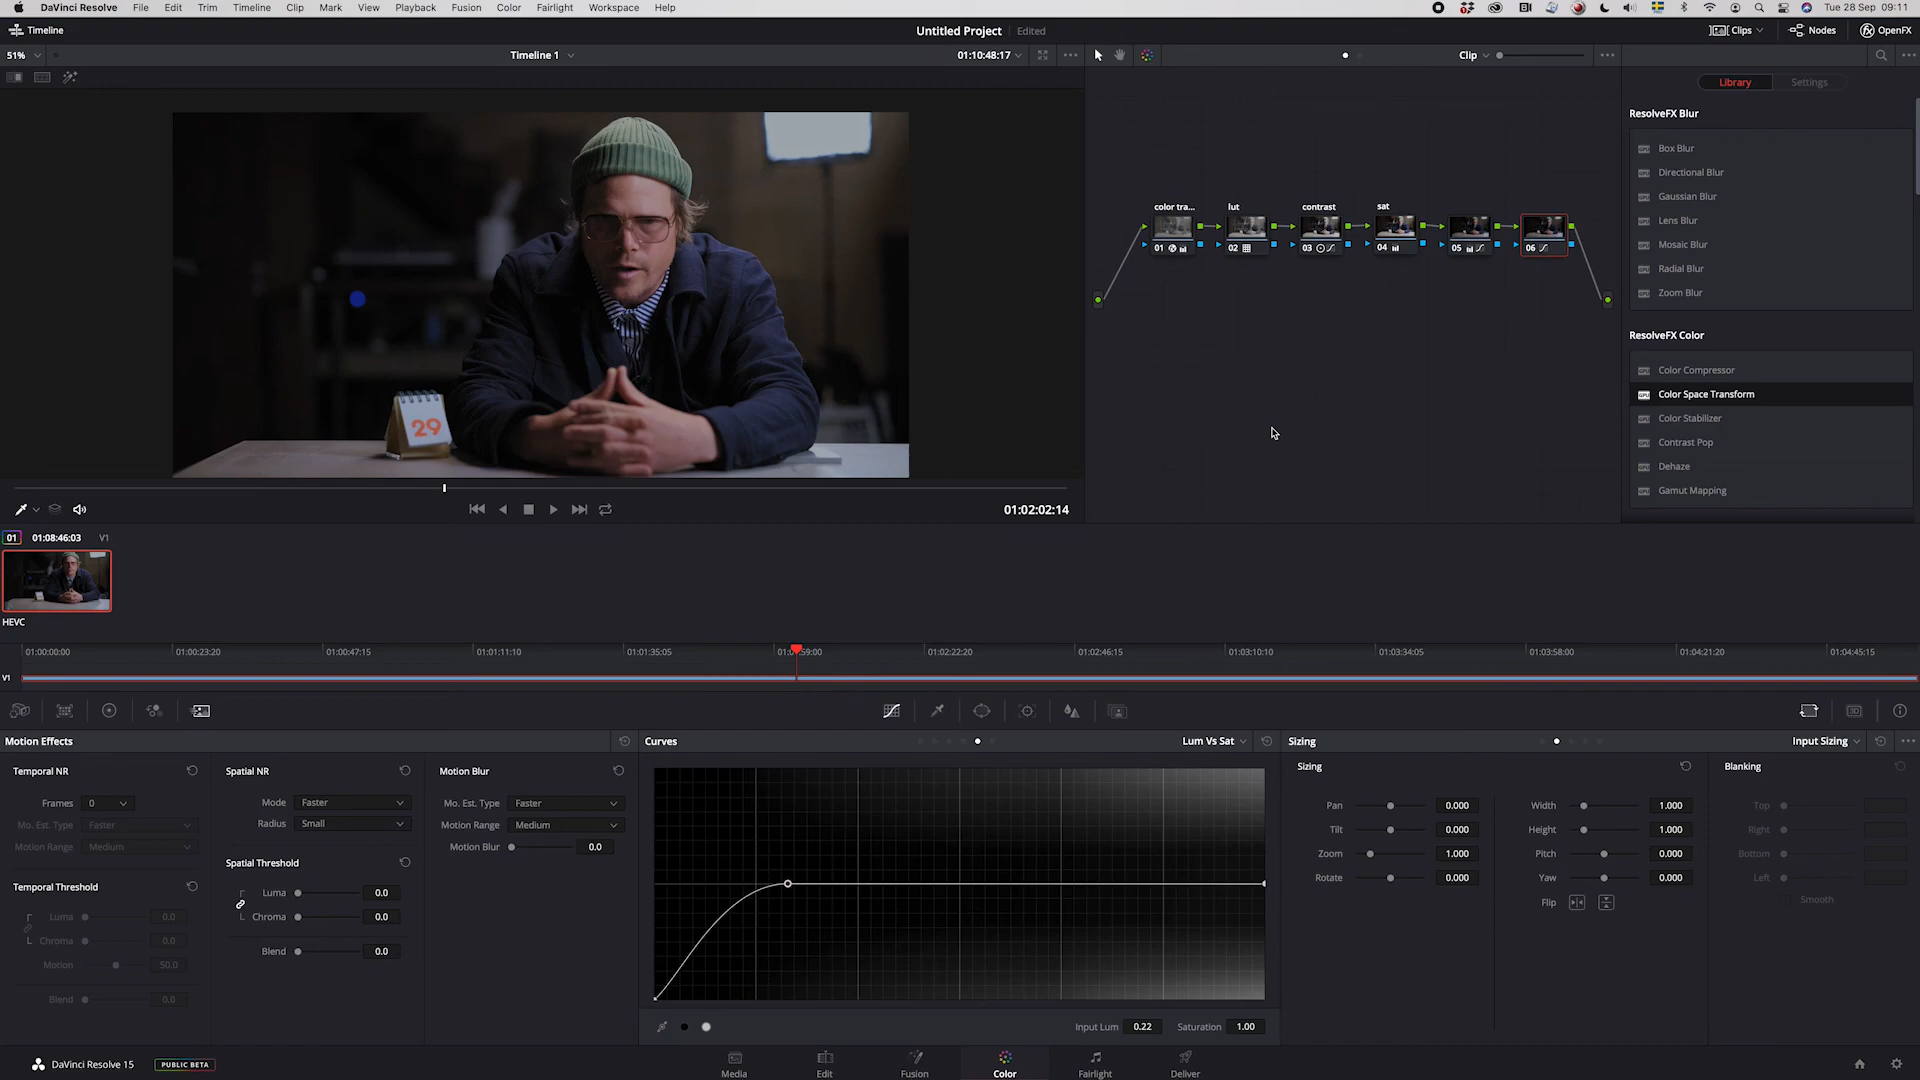 DaVinci Resolve File Edit Trim Timeline Clip Mark View Playback Fusion Color Fairlight Workspace Help Tue 28 Sep 09:11
Timeline Untitled Project Edited Clips Nodes OpenFX
51% Timeline 1 01:10:48:17 Clip
Library Settings
ResolveFX Blur
Box Blur
Directional Blur
Gaussian Blur
Lens Blur
Mosaic Blur
Radial Blur
Zoom Blur
ResolveFX Color
Color Compressor
Color Space Transform
Color Stabilizer
Contrast Pop
Dehaze
Gamut Mapping
color tra... lut contrast sat
01 02 03 04 05 06
29
01:02:02:14
01 01:08:46:03 V1
HEVC
01:00:00:00 01:00:23:20 01:00:47:15 01:01:11:10 01:01:35:05 01:01:59:00 01:02:22:20 01:02:46:15 01:03:10:10 01:03:34:05 01:03:58:00 01:04:21:20 01:04:45:15
V1
3D
Motion Effects
Temporal NR
Frames 0
Mo. Est. Type Faster
Motion Range Medium
Temporal Threshold
Luma 0.0
Chroma 0.0
Motion 50.0
Blend 0.0
Spatial NR
Mode Faster
Radius Small
Spatial Threshold
Luma 0.0
Chroma 0.0
Blend 0.0
Motion Blur
Mo. Est. Type Faster
Motion Range Medium
Motion Blur 0.0
Curves Lum Vs Sat
Input Lum 0.22 Saturation 1.00
Sizing Input Sizing
Sizing
Pan 0.000 Width 1.000
Tilt 0.000 Height 1.000
Zoom 1.000 Pitch 0.000
Rotate 0.000 Yaw 0.000
Flip
Blanking
Top
Right
Bottom
Left
Smooth
DaVinci Resolve 15 PUBLIC BETA
Media Edit Fusion Color Fairlight Deliver